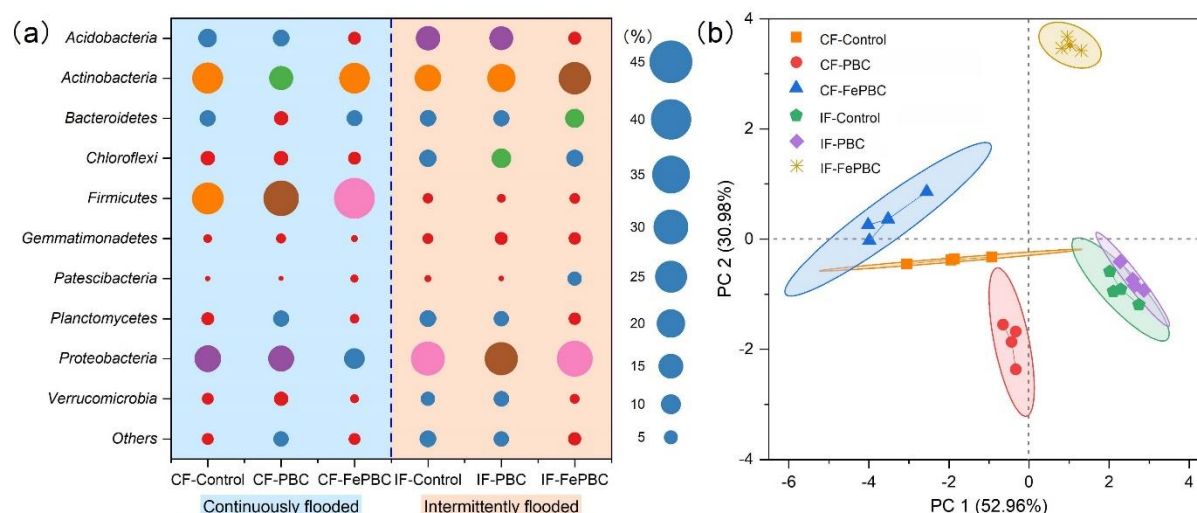 (a)
Acidobacteria
Actinobacteria
Bacteroidetes
Chloroflexi
Firmicutes
Gemmatimonadetes
Patescibacteria
Planctomycetes
Proteobacteria
Verrucomicrobia
Others
CF-Control CF-PBC CF-FePBC IF-Control IF-PBC IF-FePBC
Continuously flooded Intermittently flooded
(%)
45
40
35
30
25
20
15
10
5
(b)
CF-Control
CF-PBC
CF-FePBC
IF-Control
IF-PBC
IF-FePBC
PC 2 (30.98%)
4
2
0
-2
-4
-6 -4 -2 0 2 4
PC 1 (52.96%)